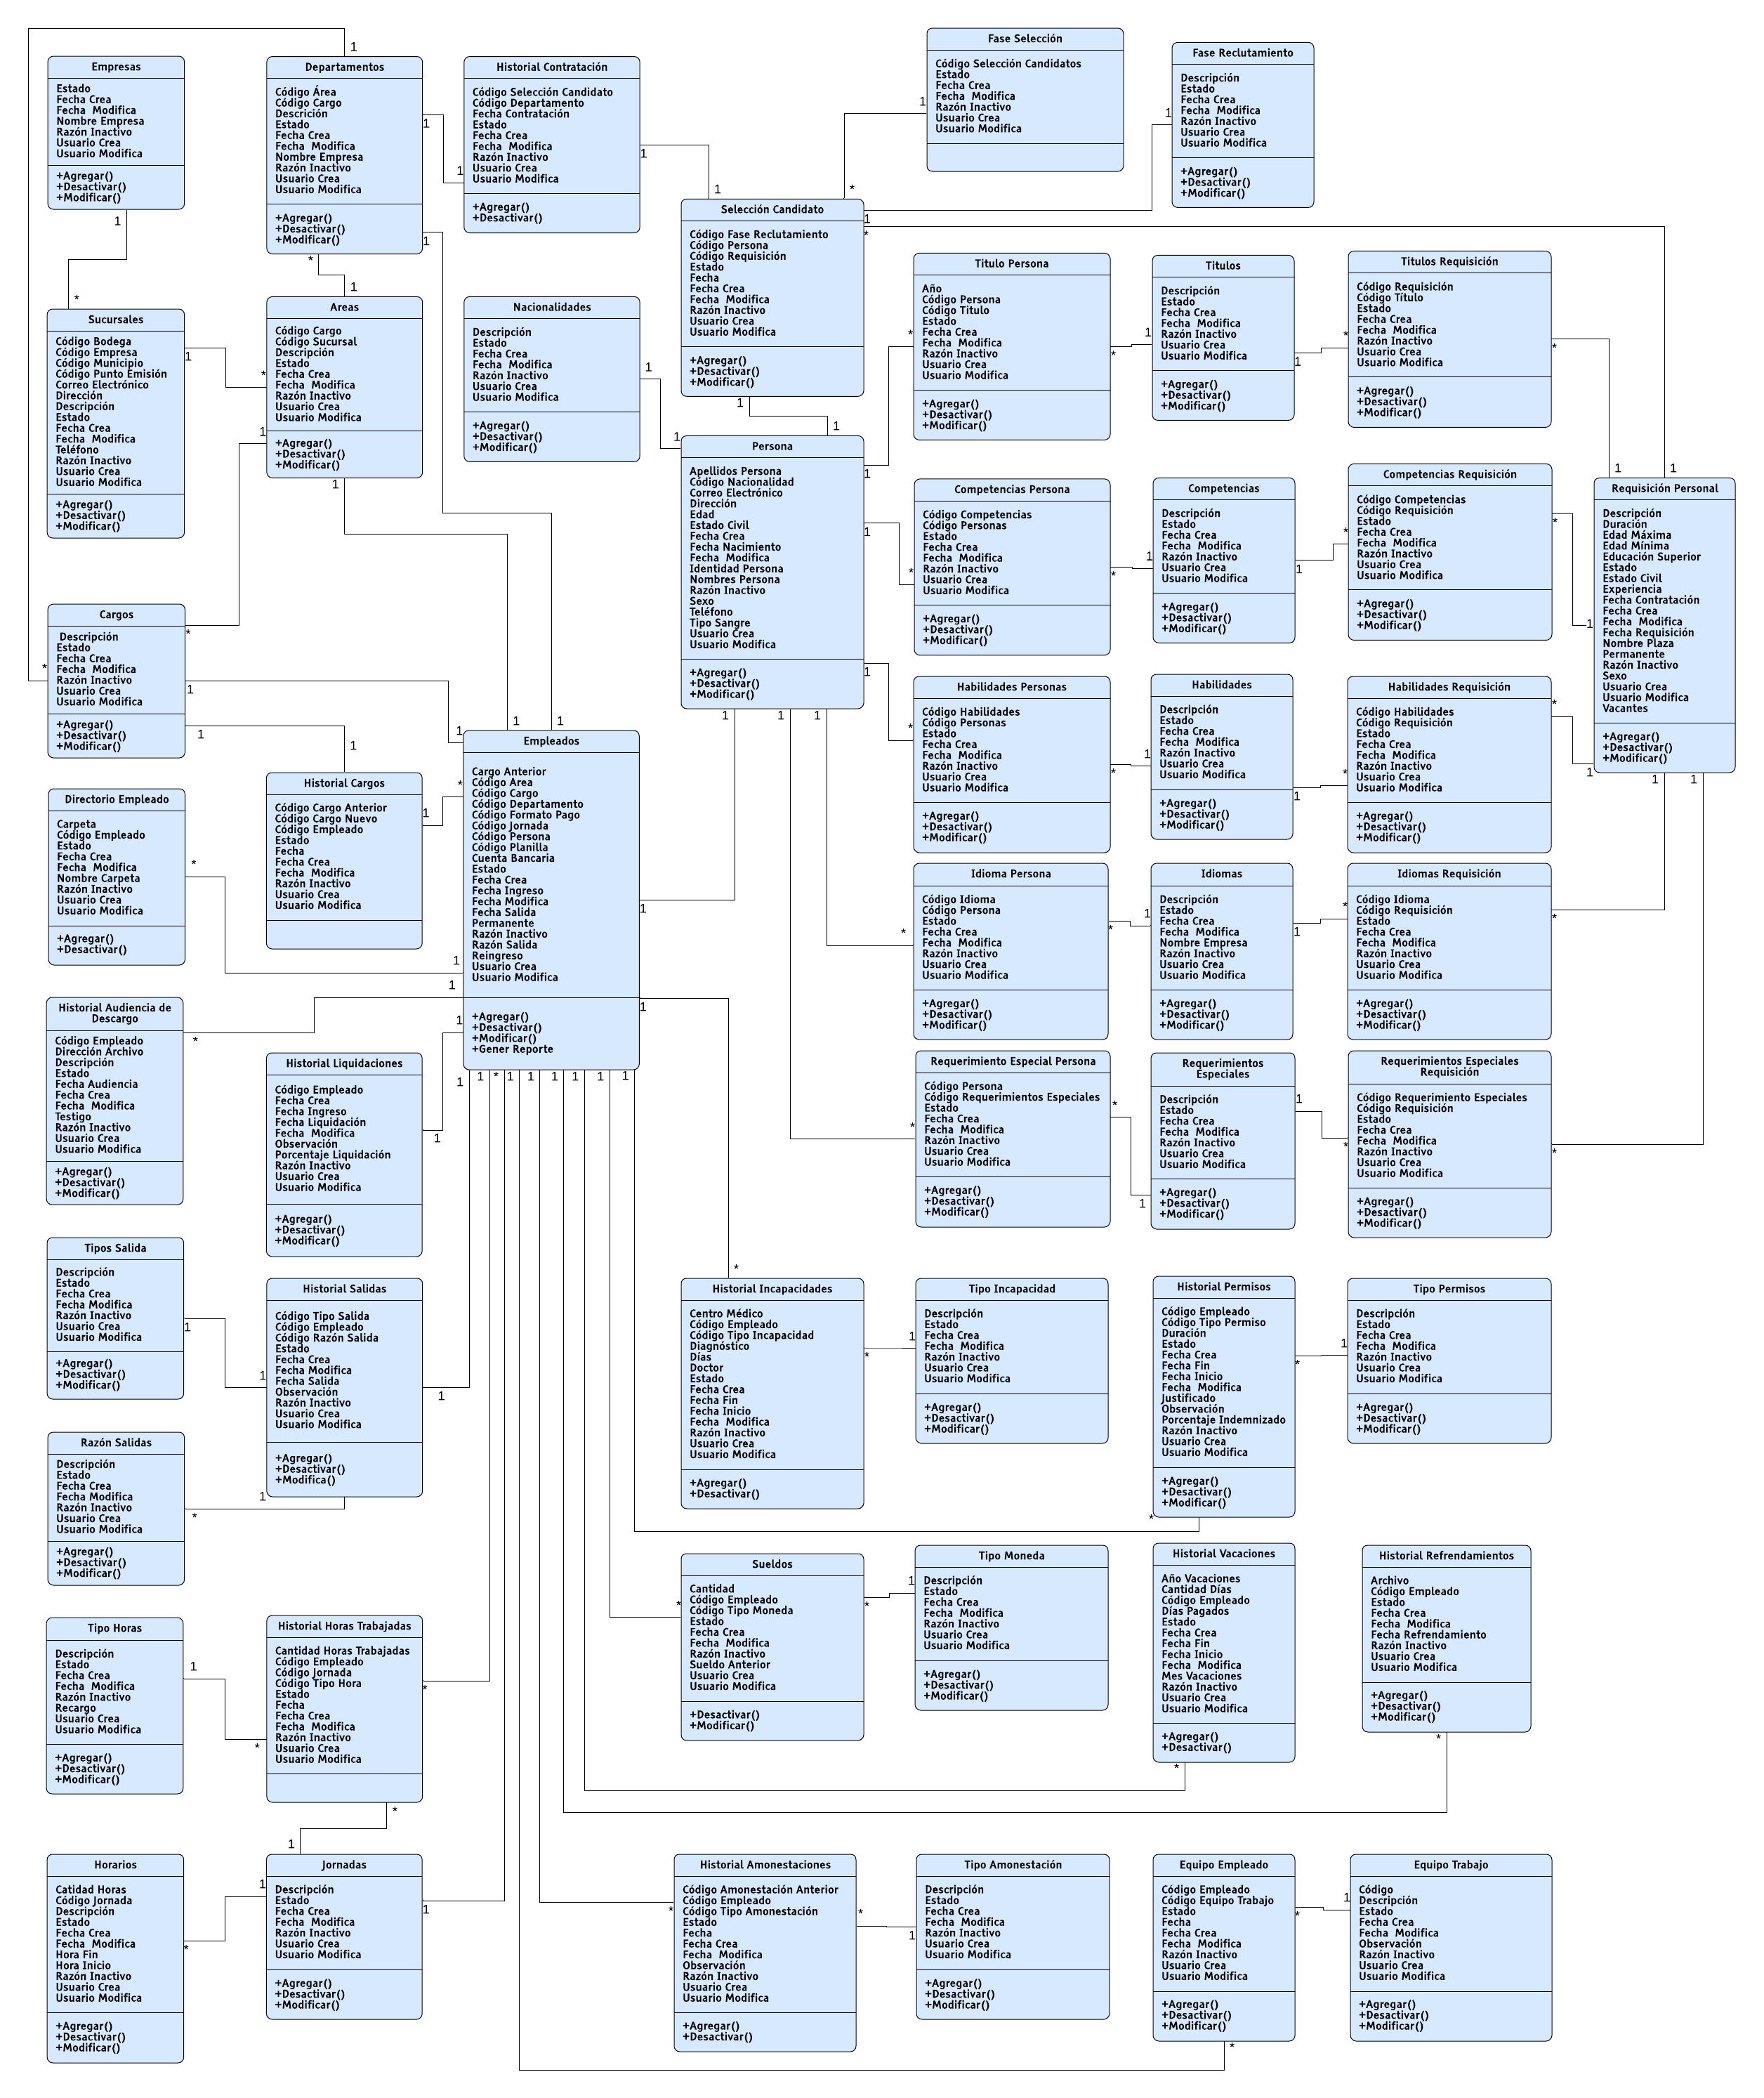 Empresas
Estado
Fecha Crea
Fecha  Modifica
Nombre Empresa
Razón Inactivo
Usuario Crea
Usuario Modifica
+Agregar()
+Desactivar()
+Modificar()
Departamentos
Código Área
Código Cargo
Descrición
Estado
Fecha Crea
Fecha  Modifica
Nombre Empresa
Razón Inactivo
Usuario Crea
Usuario Modifica
+Agregar()
+Desactivar()
+Modificar()
Historial Contratación
Código Selección Candidato
Código Departamento
Fecha Contratación
Estado
Fecha Crea
Fecha  Modifica
Razón Inactivo
Usuario Crea
Usuario Modifica
+Agregar()
+Desactivar()
Fase Selección
Código Selección Candidatos
Estado
Fecha Crea
Fecha  Modifica
Razón Inactivo
Usuario Crea
Usuario Modifica
Fase Reclutamiento
Descripción
Estado
Fecha Crea
Fecha  Modifica
Razón Inactivo
Usuario Crea
Usuario Modifica
+Agregar()
+Desactivar()
+Modificar()
Selección Candidato
Código Fase Reclutamiento
Código Persona
Código Requisición
Estado
Fecha
Fecha Crea
Fecha  Modifica
Razón Inactivo
Usuario Crea
Usuario Modifica
+Agregar()
+Desactivar()
+Modificar()
Sucursales
Código Bodega
Código Empresa
Código Municipio
Código Punto Emisión
Correo Electrónico
Dirección
Descripción
Estado
Fecha Crea
Fecha  Modifica
Teléfono
Razón Inactivo
Usuario Crea
Usuario Modifica
+Agregar()
+Desactivar()
+Modificar()
Areas
Código Cargo
Código Sucursal
Descripción
Estado
Fecha Crea
Fecha  Modifica
Razón Inactivo
Usuario Crea
Usuario Modifica
+Agregar()
+Desactivar()
+Modificar()
Nacionalidades
Descripción
Estado
Fecha Crea
Fecha  Modifica
Razón Inactivo
Usuario Crea
Usuario Modifica
+Agregar()
+Desactivar()
+Modificar()
Titulo Persona
Año
Código Persona
Código Titulo
Estado
Fecha Crea
Fecha  Modifica
Razón Inactivo
Usuario Crea
Usuario Modifica
+Agregar()
+Desactivar()
+Modificar()
Titulos
Descripción
Estado
Fecha Crea
Fecha  Modifica
Razón Inactivo
Usuario Crea
Usuario Modifica
+Agregar()
+Desactivar()
+Modificar()
Titulos Requisición
Código Requisición
Código Título
Estado
Fecha Crea
Fecha  Modifica
Razón Inactivo
Usuario Crea
Usuario Modifica
+Agregar()
+Desactivar()
+Modificar()
Persona
Apellidos Persona
Código Nacionalidad
Correo Electrónico
Dirección
Edad
Estado Civil
Fecha Crea
Fecha Nacimiento
Fecha  Modifica
Identidad Persona
Nombres Persona
Razón Inactivo
Sexo
Teléfono
Tipo Sangre
Usuario Crea
Usuario Modifica
+Agregar()
+Desactivar()
+Modificar()
Competencias Persona
Código Competencias
Código Personas
Estado
Fecha Crea
Fecha  Modifica
Razón Inactivo
Usuario Crea
Usuario Modifica
+Agregar()
+Desactivar()
+Modificar()
Competencias
Descripción
Estado
Fecha Crea
Fecha  Modifica
Razón Inactivo
Usuario Crea
Usuario Modifica
+Agregar()
+Desactivar()
+Modificar()
Competencias Requisición
Código Competencias
Código Requisición
Estado
Fecha Crea
Fecha  Modifica
Razón Inactivo
Usuario Crea
Usuario Modifica
+Agregar()
+Desactivar()
+Modificar()
Requisición Personal
Descripción
Duración
Edad Máxima
Edad Mínima
Educación Superior
Estado
Estado Civil
Experiencia
Fecha Contratación
Fecha Crea
Fecha  Modifica
Fecha Requisición
Nombre Plaza
Permanente
Razón Inactivo
Sexo
Usuario Crea
Usuario Modifica
Vacantes
+Agregar()
+Desactivar()
+Modificar()
Cargos
Descripción
Estado
Fecha Crea
Fecha  Modifica
Razón Inactivo
Usuario Crea
Usuario Modifica
+Agregar()
+Desactivar()
+Modificar()
Habilidades Personas
Código Habilidades
Código Personas
Estado
Fecha Crea
Fecha  Modifica
Razón Inactivo
Usuario Crea
Usuario Modifica
+Agregar()
+Desactivar()
+Modificar()
Habilidades
Descripción
Estado
Fecha Crea
Fecha  Modifica
Razón Inactivo
Usuario Crea
Usuario Modifica
+Agregar()
+Desactivar()
+Modificar()
Habilidades Requisición
Código Habilidades
Código Requisición
Estado
Fecha Crea
Fecha  Modifica
Razón Inactivo
Usuario Crea
Usuario Modifica
+Agregar()
+Desactivar()
+Modificar()
Directorio Empleado
Carpeta
Código Empleado
Estado
Fecha Crea
Fecha  Modifica
Nombre Carpeta
Razón Inactivo
Usuario Crea
Usuario Modifica
+Agregar()
+Desactivar()
Historial Cargos
Código Cargo Anterior
Código Cargo Nuevo
Código Empleado
Estado
Fecha
Fecha Crea
Fecha  Modifica
Razón Inactivo
Usuario Crea
Usuario Modifica
Empleados
Cargo Anterior
Código Area
Código Cargo
Código Departamento
Código Formato Pago
Código Jornada
Código Persona
Código Planilla
Cuenta Bancaria
Estado
Fecha Crea
Fecha Ingreso
Fecha Modifica
Fecha Salida
Permanente
Razón Inactivo
Razón Salida
Reingreso
Usuario Crea
Usuario Modifica
+Agregar()
+Desactivar()
+Modificar()
+Gener Reporte
Idioma Persona
Código Idioma
Código Persona
Estado
Fecha Crea
Fecha  Modifica
Razón Inactivo
Usuario Crea
Usuario Modifica
+Agregar()
+Desactivar()
+Modificar()
Idiomas
Descripción
Estado
Fecha Crea
Fecha  Modifica
Nombre Empresa
Razón Inactivo
Usuario Crea
Usuario Modifica
+Agregar()
+Desactivar()
+Modificar()
Idiomas Requisición
Código Idioma
Código Requisición
Estado
Fecha Crea
Fecha  Modifica
Razón Inactivo
Usuario Crea
Usuario Modifica
+Agregar()
+Desactivar()
+Modificar()
Historial Audiencia de
Descargo
Código Empleado
Dirección Archivo
Descripción
Estado
Fecha Audiencia
Fecha Crea
Fecha  Modifica
Testigo
Razón Inactivo
Usuario Crea
Usuario Modifica
+Agregar()
+Desactivar()
+Modificar()
Historial Liquidaciones
Código Empleado
Fecha Crea
Fecha Ingreso
Fecha Liquidación
Fecha  Modifica
Observación
Porcentaje Liquidación
Razón Inactivo
Usuario Crea
Usuario Modifica
+Agregar()
+Desactivar()
+Modificar()
Requerimiento Especial Persona
Código Persona
Código Requerimientos Especiales
Estado
Fecha Crea
Fecha  Modifica
Razón Inactivo
Usuario Crea
Usuario Modifica
+Agregar()
+Desactivar()
+Modificar()
Requerimientos
Especiales
Descripción
Estado
Fecha Crea
Fecha Modifica
Razón Inactivo
Usuario Crea
Usuario Modifica
+Agregar()
+Desactivar()
+Modificar()
Requerimientos Especiales
Requisición
Código Requerimiento Especiales
Código Requisición
Estado
Fecha Crea
Fecha  Modifica
Razón Inactivo
Usuario Crea
Usuario Modifica
+Agregar()
+Desactivar()
+Modificar()
Tipos Salida
Descripción
Estado
Fecha Crea
Fecha Modifica
Razón Inactivo
Usuario Crea
Usuario Modifica
+Agregar()
+Desactivar()
+Modificar()
Historial Salidas
Código Tipo Salida
Código Empleado
Código Razón Salida
Estado
Fecha Crea
Fecha Modifica
Fecha Salida
Observación
Razón Inactivo
Usuario Crea
Usuario Modifica
+Agregar()
+Desactivar()
+Modifica()
Historial Incapacidades
Centro Médico
Código Empleado
Código Tipo Incapacidad
Diagnóstico
Días
Doctor
Estado
Fecha Crea
Fecha Fin
Fecha Inicio
Fecha  Modifica
Razón Inactivo
Usuario Crea
Usuario Modifica
+Agregar()
+Desactivar()
Tipo Incapacidad
Descripción
Estado
Fecha Crea
Fecha  Modifica
Razón Inactivo
Usuario Crea
Usuario Modifica
+Agregar()
+Desactivar()
+Modificar()
Historial Permisos
Código Empleado
Código Tipo Permiso
Duración
Estado
Fecha Crea
Fecha Fin
Fecha Inicio
Fecha  Modifica
Justificado
Observación
Porcentaje Indemnizado
Razón Inactivo
Usuario Crea
Usuario Modifica
+Agregar()
+Desactivar()
+Modificar()
Tipo Permisos
Descripción
Estado
Fecha Crea
Fecha  Modifica
Razón Inactivo
Usuario Crea
Usuario Modifica
+Agregar()
+Desactivar()
+Modificar()
Razón Salidas
Descripción
Estado
Fecha Crea
Fecha Modifica
Razón Inactivo
Usuario Crea
Usuario Modifica
+Agregar()
+Desactivar()
+Modificar()
Sueldos
Cantidad
Código Empleado
Código Tipo Moneda
Estado
Fecha Crea
Fecha  Modifica
Razón Inactivo
Sueldo Anterior
Usuario Crea
Usuario Modifica
+Desactivar()
+Modificar()
Tipo Moneda
Descripción
Estado
Fecha Crea
Fecha  Modifica
Razón Inactivo
Usuario Crea
Usuario Modifica
+Agregar()
+Desactivar()
+Modificar()
Historial Vacaciones
Año Vacaciones
Cantidad Días
Código Empleado
Días Pagados
Estado
Fecha Crea
Fecha Fin
Fecha Inicio
Fecha  Modifica
Mes Vacaciones
Razón Inactivo
Usuario Crea
Usuario Modifica
+Agregar()
+Desactivar()
Historial Refrendamientos
Archivo
Código Empleado
Estado
Fecha Crea
Fecha  Modifica
Fecha Refrendamiento
Razón Inactivo
Usuario Crea
Usuario Modifica
+Agregar()
+Desactivar()
+Modificar()
Tipo Horas
Descripción
Estado
Fecha Crea
Fecha  Modifica
Razón Inactivo
Recargo
Usuario Crea
Usuario Modifica
+Agregar()
+Desactivar()
+Modificar()
Historial Horas Trabajadas
Cantidad Horas Trabajadas
Código Empleado
Código Jornada
Código Tipo Hora
Estado
Fecha
Fecha Crea
Fecha  Modifica
Razón Inactivo
Usuario Crea
Usuario Modifica
Horarios
Catidad Horas
Código Jornada
Descripción
Estado
Fecha Crea
Fecha  Modifica
Hora Fin
Hora Inicio
Razón Inactivo
Usuario Crea
Usuario Modifica
+Agregar()
+Desactivar()
+Modificar()
Jornadas
Descripción
Estado
Fecha Crea
Fecha  Modifica
Razón Inactivo
Usuario Crea
Usuario Modifica
+Agregar()
+Desactivar()
+Modificar()
Historial Amonestaciones
Código Amonestación Anterior
Código Empleado
Código Tipo Amonestación
Estado
Fecha
Fecha Crea
Fecha  Modifica
Observación
Razón Inactivo
Usuario Crea
Usuario Modifica
+Agregar()
+Desactivar()
Tipo Amonestación
Descripción
Estado
Fecha Crea
Fecha  Modifica
Razón Inactivo
Usuario Crea
Usuario Modifica
+Agregar()
+Desactivar()
+Modificar()
Equipo Empleado
Código Empleado
Código Equipo Trabajo
Estado
Fecha
Fecha Crea
Fecha  Modifica
Razón Inactivo
Usuario Crea
Usuario Modifica
+Agregar()
+Desactivar()
+Modificar()
Equipo Trabajo
Código
Descripción
Estado
Fecha Crea
Fecha  Modifica
Observación
Razón Inactivo
Usuario Crea
Usuario Modifica
+Agregar()
+Desactivar()
+Modificar()